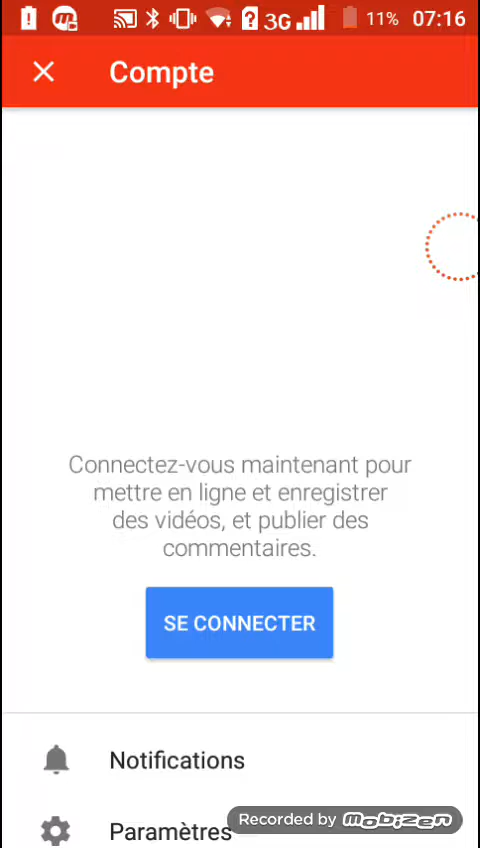 3G 11% 07:16
Compte
Connectez-vous maintenant pour
mettre en ligne et enregistrer
des vidéos, et publier des
commentaires.
SE CONNECTER
Notifications
Paramètres
Recorded by mobizen